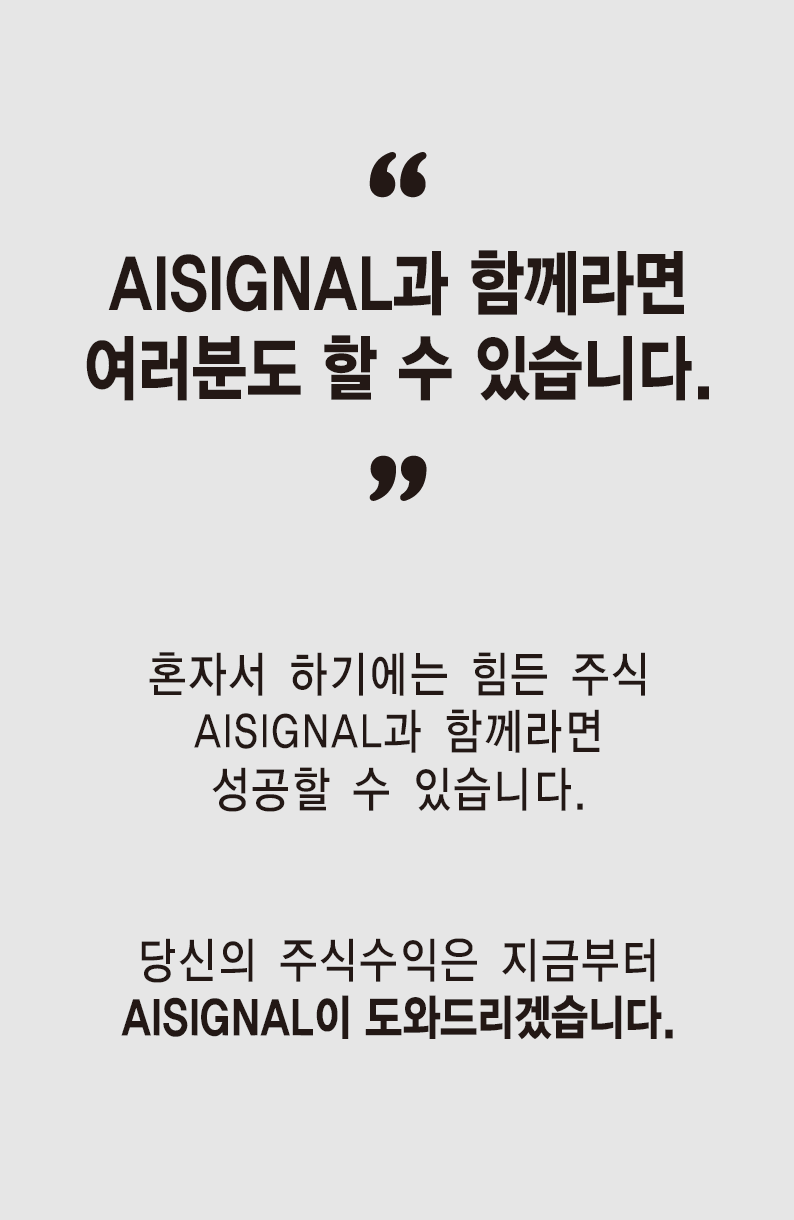 “
AISIGNAL과 함께라면
여러분도 할 수 있습니다.
”
혼자서 하기에는 힘든 주식
AISIGNAL과 함께라면
성공할 수 있습니다.
당신의 주식수익은 지금부터
AISIGNAL이 도와드리겠습니다.